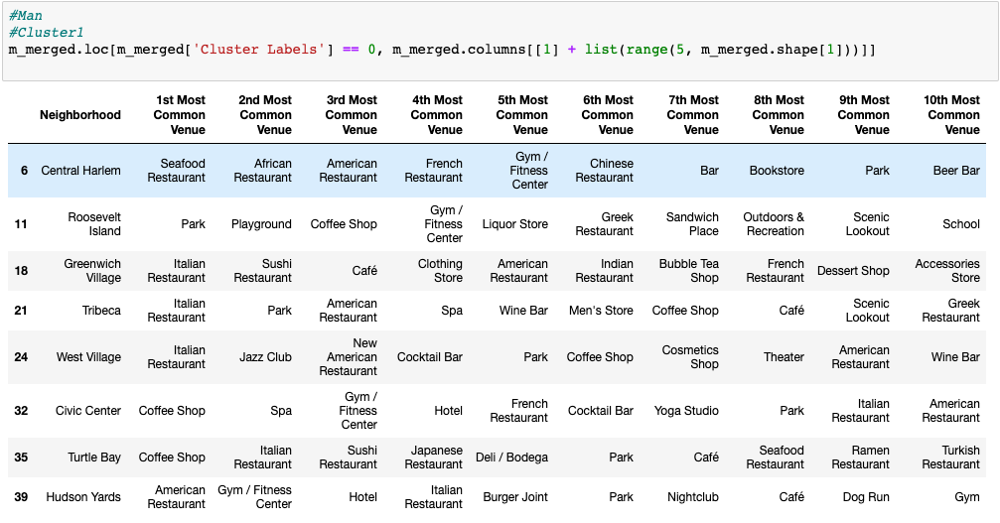 #Man
#Cluster1
m_merged.loc[m_merged['Cluster Labels'] == 0, m_merged.columns[[1] + list(range(5, m_merged.shape[1]))]]
Neighborhood 1st Most Common Venue 2nd Most Common Venue 3rd Most Common Venue 4th Most Common Venue 5th Most Common Venue 6th Most Common Venue 7th Most Common Venue 8th Most Common Venue 9th Most Common Venue 10th Most Common Venue
6 Central Harlem Seafood Restaurant African Restaurant American Restaurant French Restaurant Gym / Fitness Center Chinese Restaurant Bar Bookstore Park Beer Bar
11 Roosevelt Island Park Playground Coffee Shop Gym / Fitness Center Liquor Store Greek Restaurant Sandwich Place Outdoors & Recreation Scenic Lookout School
18 Greenwich Village Italian Restaurant Sushi Restaurant Café Clothing Store American Restaurant Indian Restaurant Bubble Tea Shop French Restaurant Dessert Shop Accessories Store
21 Tribeca Italian Restaurant Park American Restaurant Spa Wine Bar Men's Store Coffee Shop Café Scenic Lookout Greek Restaurant
24 West Village Italian Restaurant Jazz Club New American Restaurant Cocktail Bar Park Coffee Shop Cosmetics Shop Theater American Restaurant Wine Bar
32 Civic Center Coffee Shop Spa Gym / Fitness Center Hotel French Restaurant Cocktail Bar Yoga Studio Park Italian Restaurant American Restaurant
35 Turtle Bay Coffee Shop Italian Restaurant Sushi Restaurant Japanese Restaurant Deli / Bodega Park Café Seafood Restaurant Ramen Restaurant Turkish Restaurant
39 Hudson Yards American Restaurant Gym / Fitness Center Hotel Italian Restaurant Burger Joint Park Nightclub Café Dog Run Gym